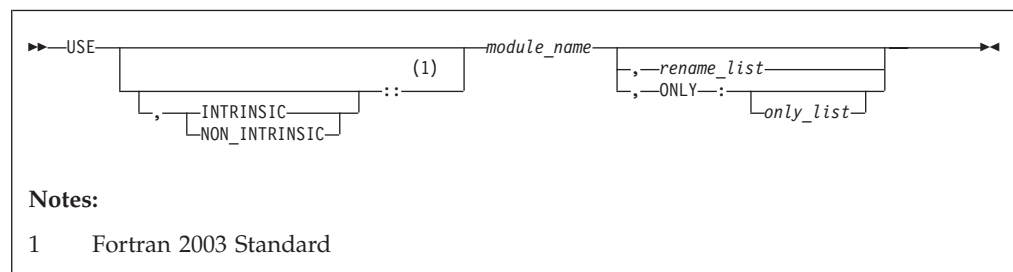 USE module_name
(1) , rename_list
:: , ONLY :
, INTRINSIC only_list
NON_INTRINSIC
Notes:
1 Fortran 2003 Standard